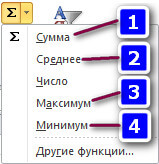 Σ
Σ Сумма 1
Среднее 2
Число
Максимум 3
Минимум 4
Другие функции...